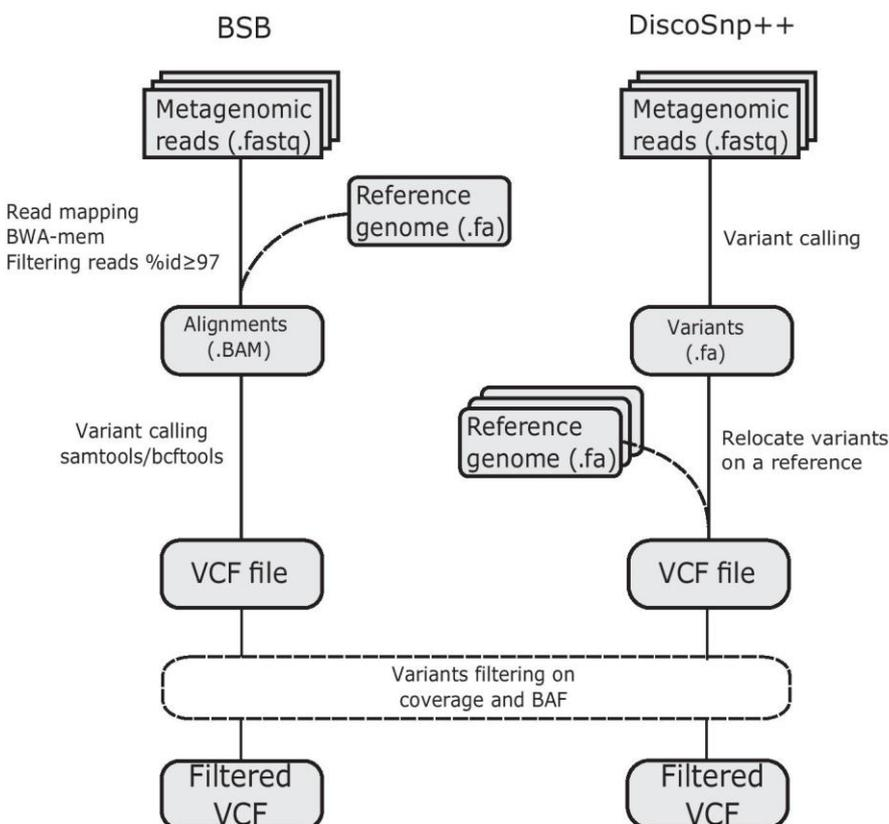 BSB
DiscoSnp++
Metagenomic
reads (.fastq)
Metagenomic
reads (.fastq)
Reference
genome (.fa)
Read mapping
BWA-mem
Filtering reads %id≥97
Variant calling
Alignments
(.BAM)
Variants
(.fa)
Variant calling
samtools/bcftools
Reference
genome (.fa)
Relocate variants
on a reference
VCF file
VCF file
Variants filtering on
coverage and BAF
Filtered
VCF
Filtered
VCF